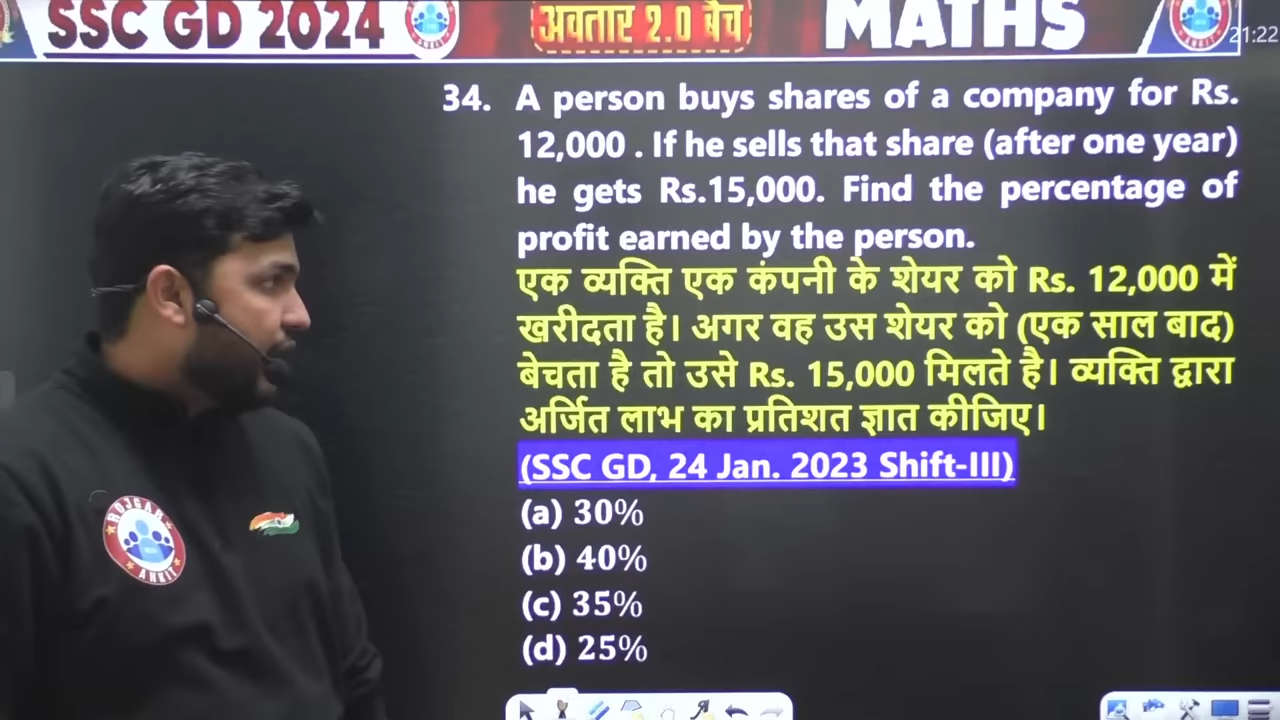 SSC GD 2024
अवतार 2.0 बैच
MATHS
21:22
34. A person buys shares of a company for Rs.
12,000 . If he sells that share (after one year)
he gets Rs.15,000. Find the percentage of
profit earned by the person.
एक व्यक्ति एक कंपनी के शेयर को Rs. 12,000 में
खरीदता है। अगर वह उस शेयर को (एक साल बाद)
बेचता है तो उसे Rs. 15,000 मिलते है। व्यक्ति द्वारा
अर्जित लाभ का प्रतिशत ज्ञात कीजिए।
(SSC GD, 24 Jan. 2023 Shift-III)
(a) 30%
(b) 40%
(c) 35%
(d) 25%
ROJGAR
ANKIT